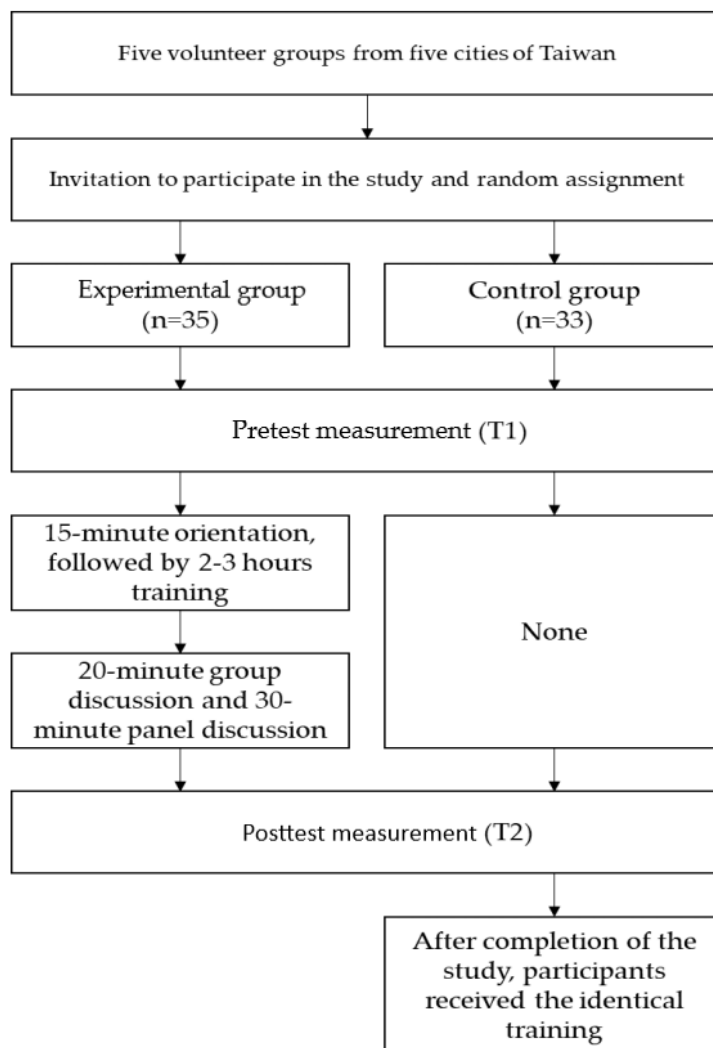 Five volunteer groups from five cities of Taiwan
Invitation to participate in the study and random assignment
Experimental group
(n=35)
Control group
(n=33)
Pretest measurement (T1)
15-minute orientation,
followed by 2-3 hours
training
None
20-minute group
discussion and 30-
minute panel discussion
Posttest measurement (T2)
After completion of the
study, participants
received the identical
training